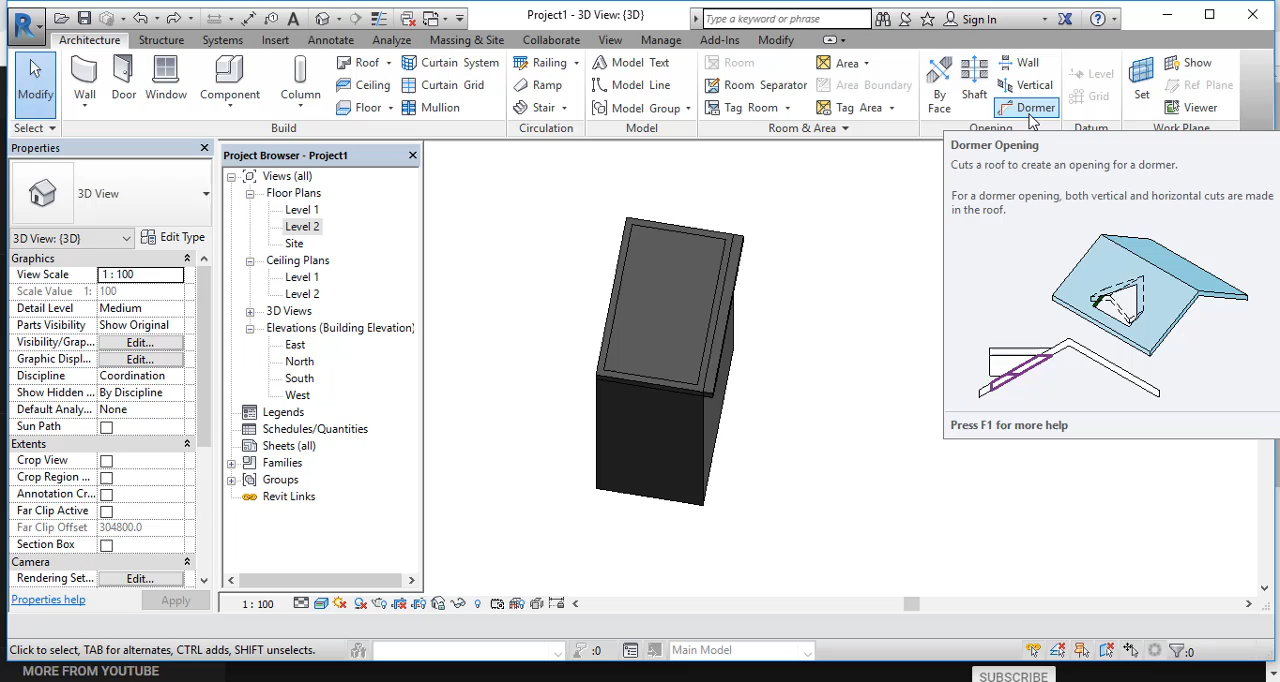 Project1 - 3D View: {3D}
Type a keyword or phrase
Sign In
Architecture Structure Systems Insert Annotate Analyze Massing & Site Collaborate View Manage Add-Ins Modify
Modify
Wall
Door
Window
Component
Column
Roof
Ceiling
Floor
Curtain System
Curtain Grid
Mullion
Railing
Ramp
Stair
Model Text
Model Line
Model Group
Room
Room Separator
Tag Room
Area
Area Boundary
Tag Area
By Face
Shaft
Wall
Vertical
Dormer
Level
Grid
Set
Show
Ref Plane
Viewer
Select Build Circulation Model Room & Area Opening Datum Work Plane
Dormer Opening
Cuts a roof to create an opening for a dormer.
For a dormer opening, both vertical and horizontal cuts are made
in the roof.
Press F1 for more help
Properties
3D View
3D View: {3D} Edit Type
Graphics
View Scale 1 : 100
Scale Value 1: 100
Detail Level Medium
Parts Visibility Show Original
Visibility/Grap... Edit...
Graphic Displ... Edit...
Discipline Coordination
Show Hidden ... By Discipline
Default Analy... None
Sun Path
Extents
Crop View
Crop Region ...
Annotation Cr...
Far Clip Active
Far Clip Offset 304800.0
Section Box
Camera
Rendering Set... Edit...
Properties help Apply
Project Browser - Project1
Views (all)
Floor Plans
Level 1
Level 2
Site
Ceiling Plans
Level 1
Level 2
3D Views
Elevations (Building Elevation)
East
North
South
West
Legends
Schedules/Quantities
Sheets (all)
Families
Groups
Revit Links
1 : 100
Click to select, TAB for alternates, CTRL adds, SHIFT unselects.
:0
Main Model
:0
MORE FROM YOUTUBE
SUBSCRIBE